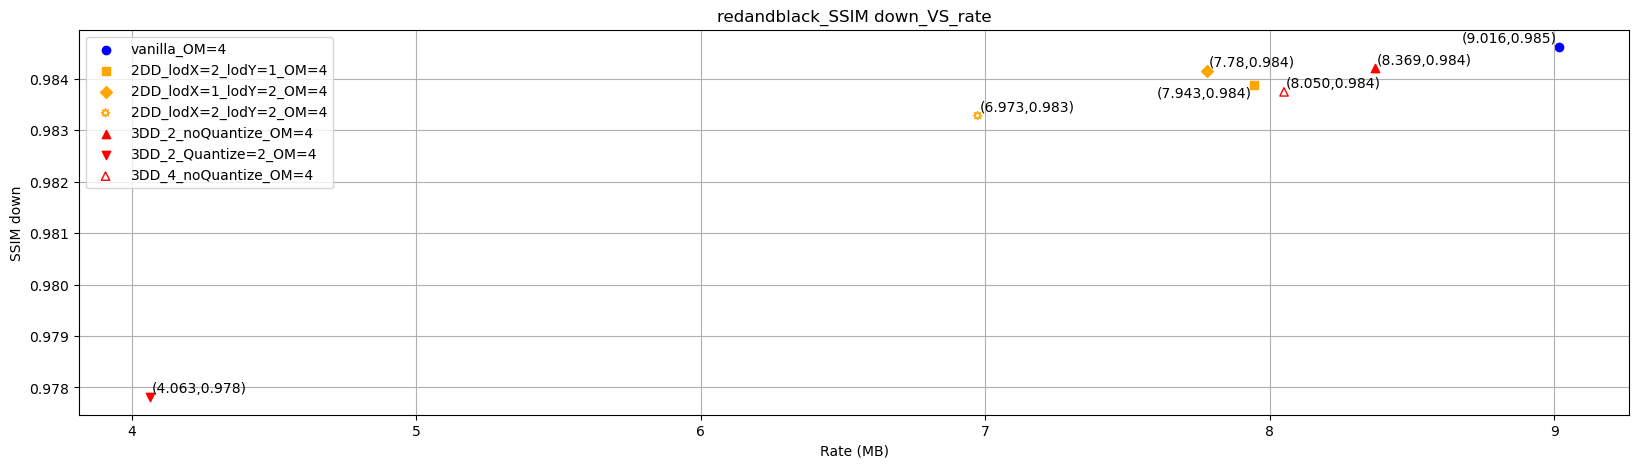 redandblack_SSIM down_VS_rate
vanilla_OM=4
2DD_lodX=2_lodY=1_OM=4
2DD_lodX=1_lodY=2_OM=4
2DD_lodX=2_lodY=2_OM=4
3DD_2_noQuantize_OM=4
3DD_2_Quantize=2_OM=4
3DD_4_noQuantize_OM=4
(9.016,0.985)
(8.369,0.984)
(7.78,0.984)
(8.050,0.984)
(7.943,0.984)
(6.973,0.983)
(4.063,0.978)
SSIM down
0.984
0.983
0.982
0.981
0.980
0.979
0.978
4 5 6 7 8 9
Rate (MB)